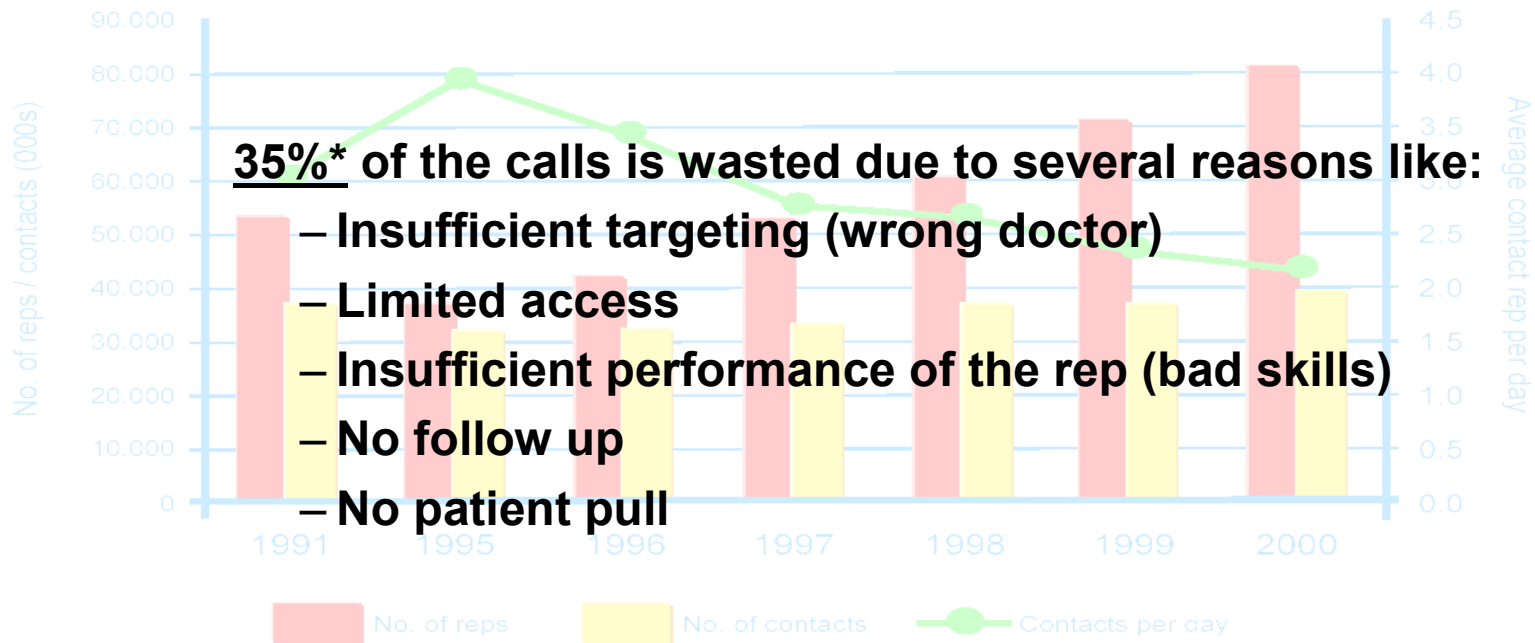 90.000
80.000
70.000
60.000
50.000
40.000
30.000
20.000
10.000
0
No. of reps / contacts (000s)
4.5
4.0
3.5
3.0
2.5
2.0
1.5
1.0
0.5
0.0
Average contact rep per day
35%* of the calls is wasted due to several reasons like:
– Insufficient targeting (wrong doctor)
– Limited access
– Insufficient performance of the rep (bad skills)
– No follow up
– No patient pull
1991 1995 1996 1997 1998 1999 2000
No. of reps No. of contacts Contacts per day